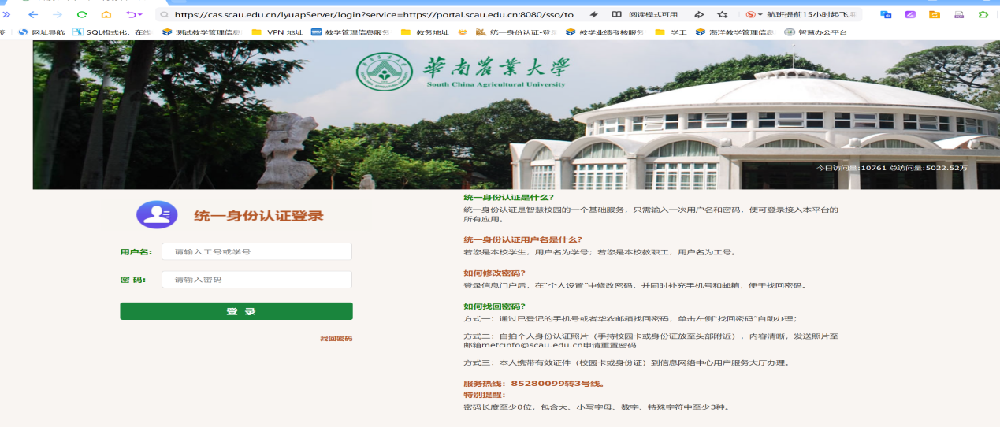 https://cas.scau.edu.cn/lyuapServer/login?service=https://portal.scau.edu.cn:8080/sso/to
阅读模式可用
航班提前15小时起飞,
网址导航
SQL格式化，在线
测试教学管理信息
VPN 地址
教学管理信息服务
教务地址
统一身份认证-登
教学业绩考核服务
学工
海洋教学管理信息
智慧办公平台
華南農業大學
South China Agricultural University
今日访问量:10761 总访问量:5022.52万
统一身份认证登录
用户名:
请输入工号或学号
密 码:
请输入密码
登 录
找回密码
统一身份认证是什么?
统一身份认证是智慧校园的一个基础服务，只需输入一次用户名和密码，便可登录接入本平台的
所有应用。
统一身份认证用户名是什么?
若您是本校学生，用户名为学号；若您是本校教职工，用户名为工号。
如何修改密码?
登录信息门户后，在"个人设置"中修改密码，并同时补充手机号和邮箱，便于找回密码。
如何找回密码?
方式一：通过已登记的手机号或者华农邮箱找回密码，单击左侧"找回密码"自助办理；
方式二：自拍个人身份认证照片（手持校园卡或身份证放至头部附近），内容清晰，发送照片至
邮箱metcinfo@scau.edu.cn申请重置密码
方式三：本人携带有效证件（校园卡或身份证）到信息网络中心用户服务大厅办理。
服务热线：85280099转3号线。
特别提醒：
密码长度至少8位，包含大、小写字母、数字、特殊字符中至少3种。